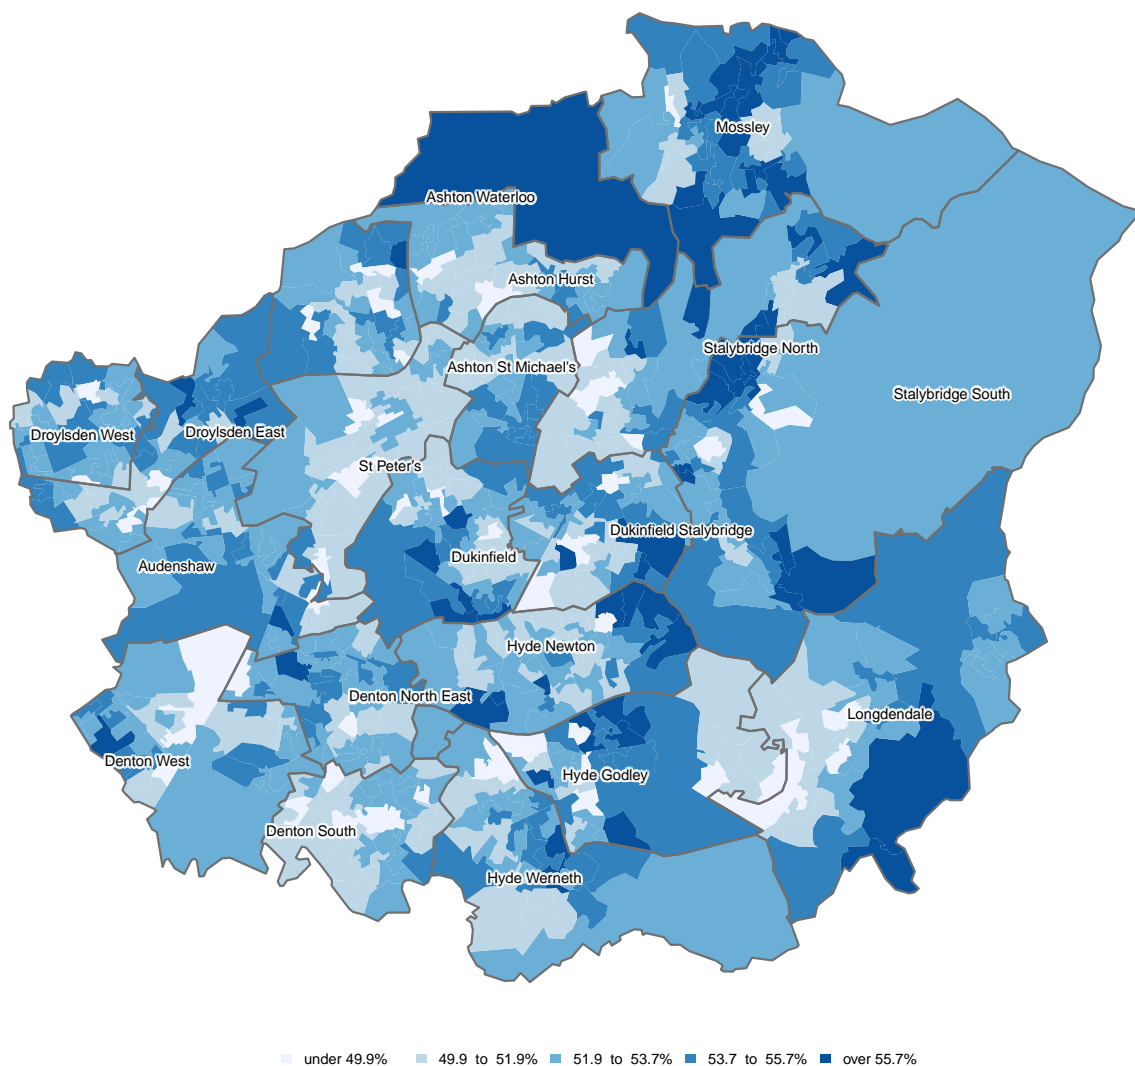 Mossley
Ashton Waterloo
Ashton Hurst
Stalybridge North
Ashton St Michael's
Stalybridge South
Droylsden West
Droylsden East
St Peter's
Dukinfield Stalybridge
Dukinfield
Audenshaw
Hyde Newton
Denton North East
Longdendale
Denton West
Hyde Godley
Denton South
Hyde Werneth
under 49.9% 49.9 to 51.9% 51.9 to 53.7% 53.7 to 55.7% over 55.7%